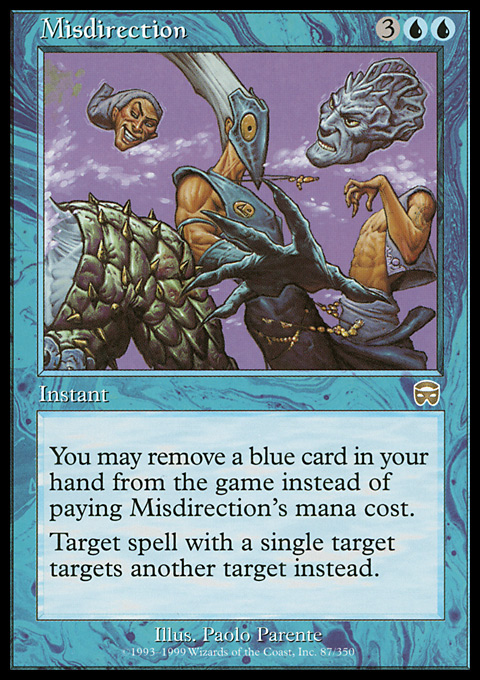 Misdirection 3
Instant
You may remove a blue card in your
hand from the game instead of
paying Misdirection's mana cost.
Target spell with a single target
targets another target instead.
Illus. Paolo Parente
1993-1999 Wizards of the Coast, Inc. 87/350